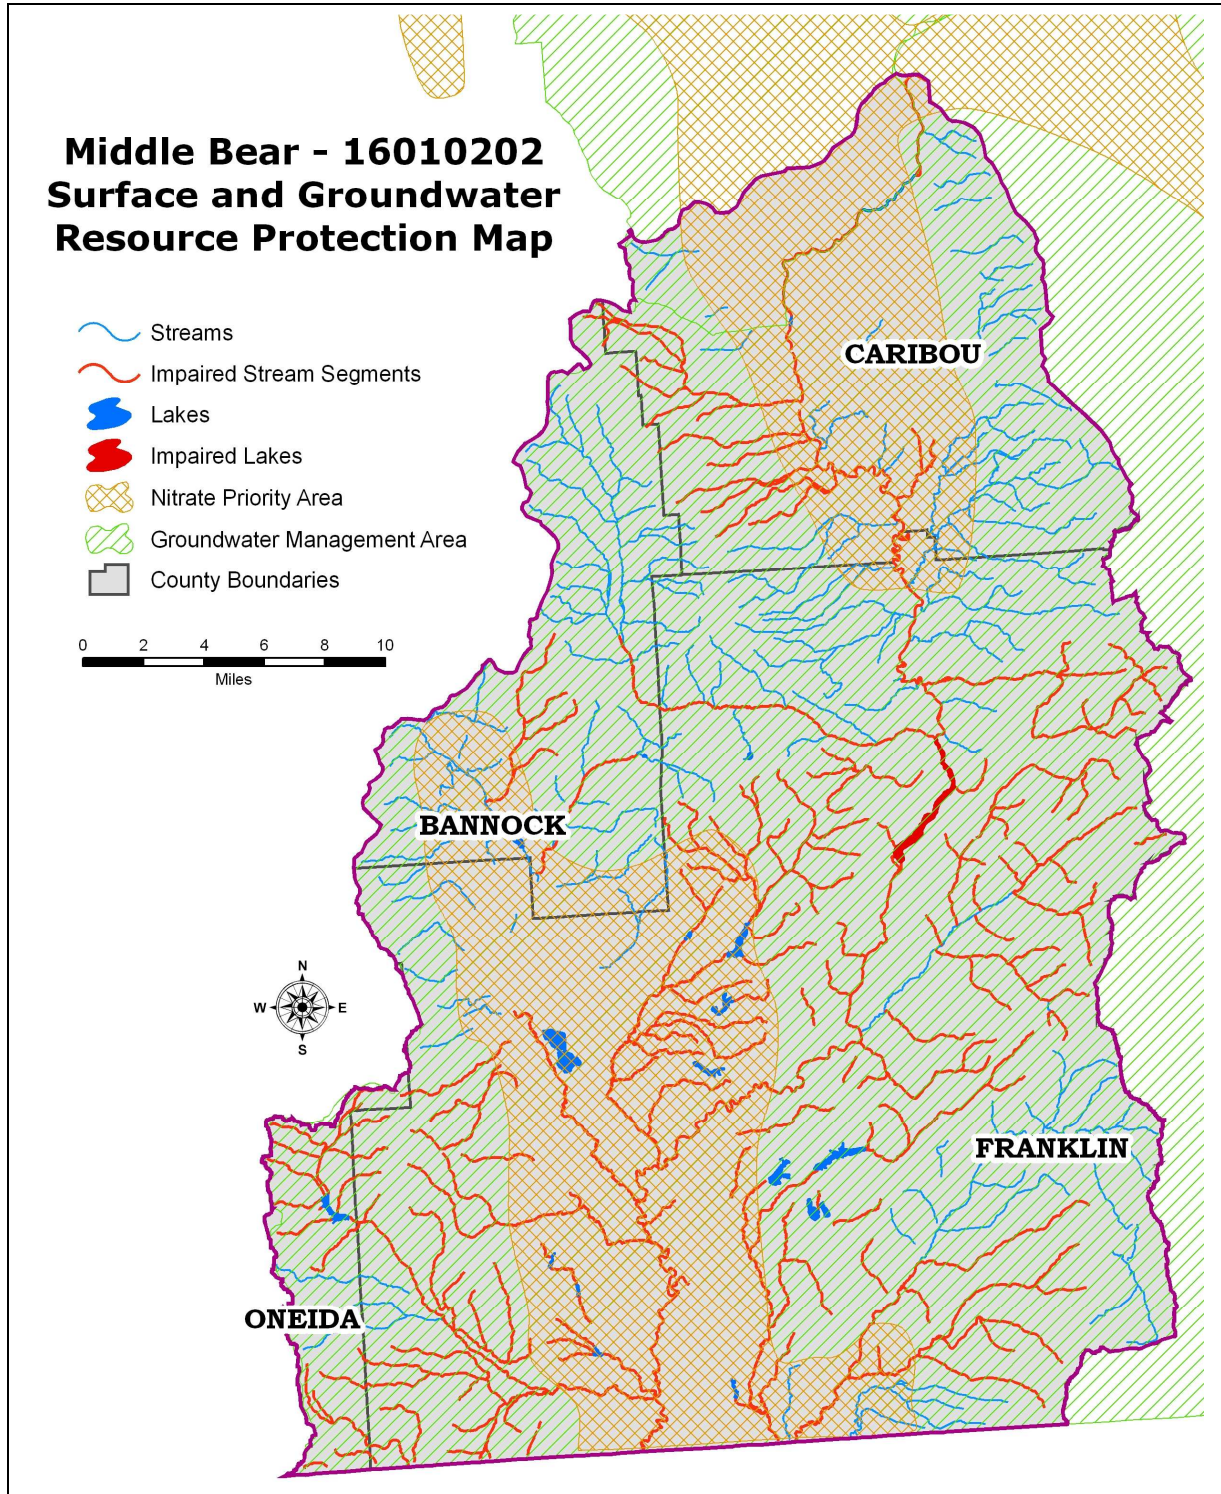 Middle Bear - 16010202
Surface and Groundwater
Resource Protection Map
Streams
Impaired Stream Segments
Lakes
Impaired Lakes
Nitrate Priority Area
Groundwater Management Area
County Boundaries
0 2 4 6 8 10
Miles
CARIBOU
BANNOCK
N
W E
S
FRANKLIN
ONEIDA